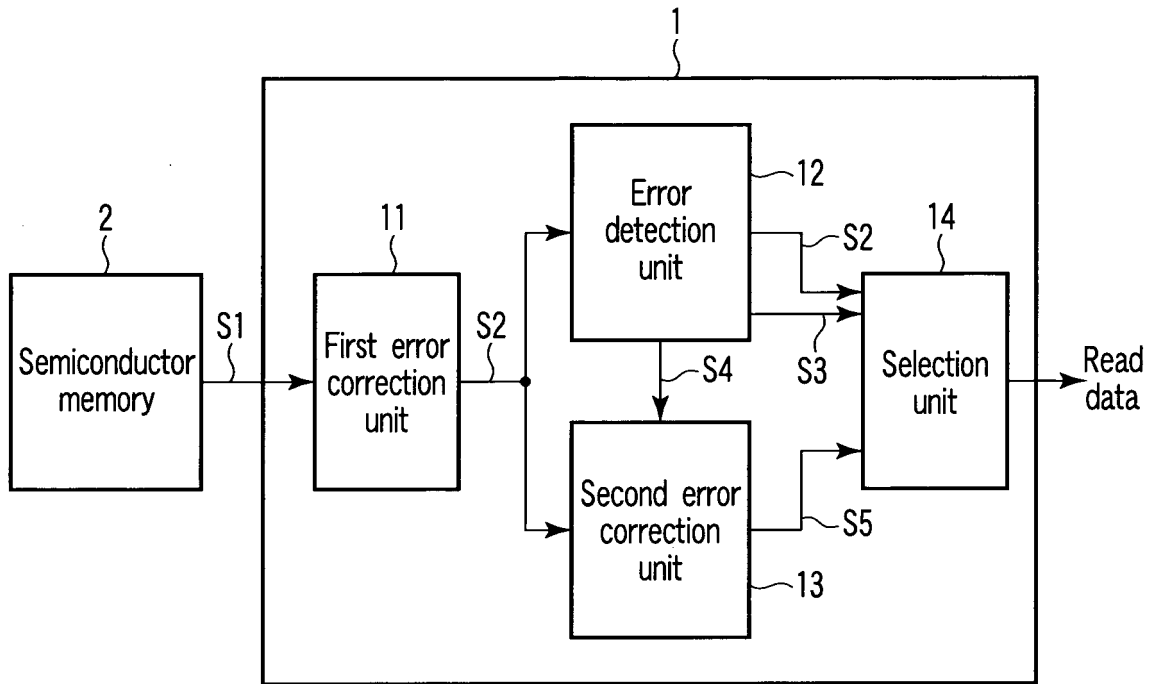 1
2
Semiconductor
memory
S1
11
First error
correction
unit
S2
12
Error
detection
unit
S2
S3
S4
Second error
correction
unit
13
S5
14
Selection
unit
Read
data